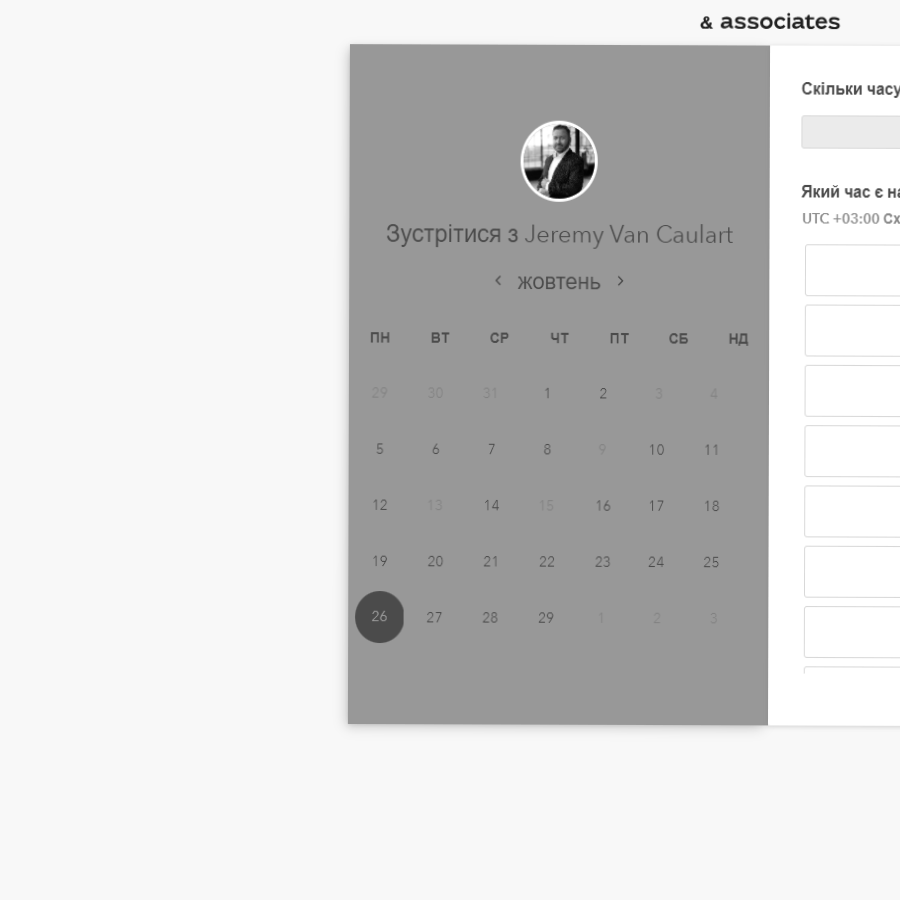 & associates
Зустрітися з Jeremy Van Caulart
жовтень
ПН ВТ СР ЧТ ПТ СБ НД
29 30 31 1 2 3 4
5 6 7 8 9 10 11
12 13 14 15 16 17 18
19 20 21 22 23 24 25
26 27 28 29 1 2 3
Скільки часу
Який час є на
UTC +03:00 Сх